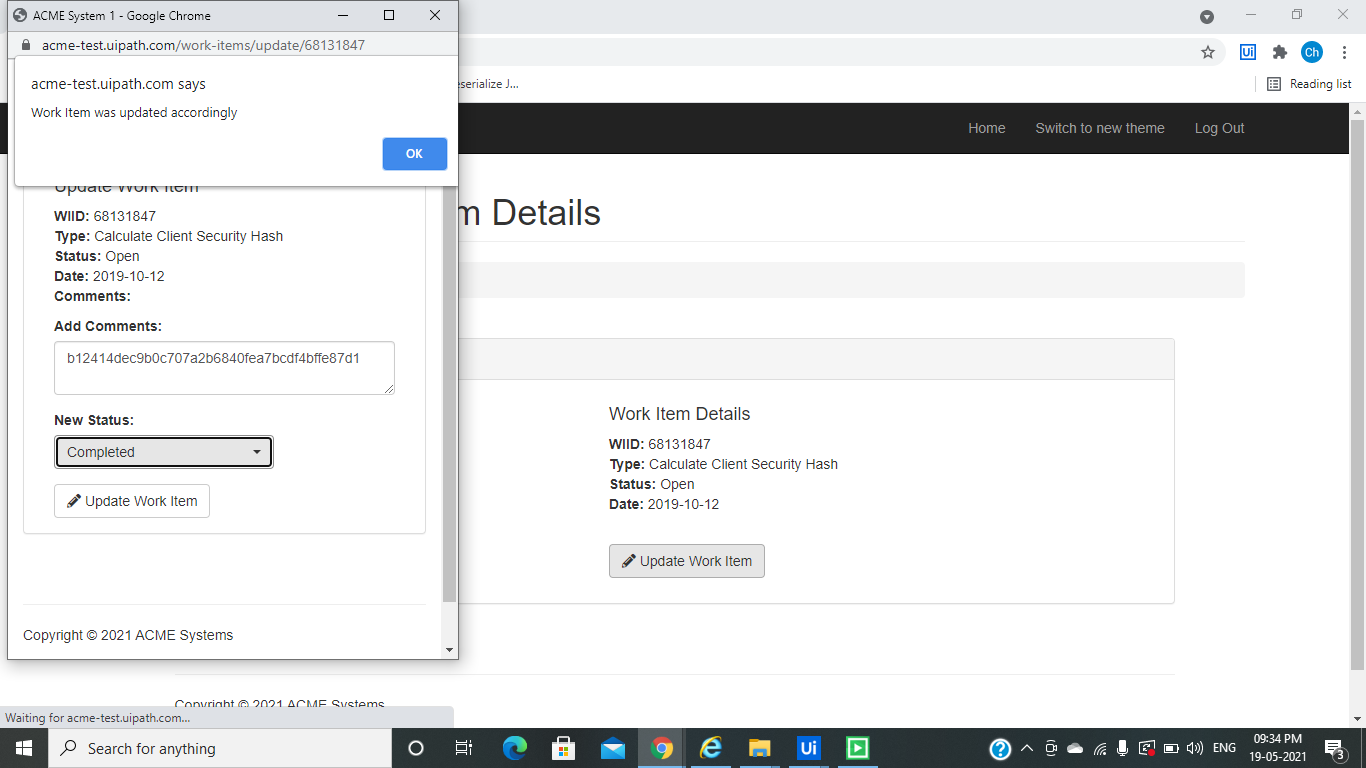 ACME System 1 - Google Chrome
acme-test.uipath.com/work-items/update/68131847
acme-test.uipath.com says
Work Item was updated accordingly
OK
Update Work Item
WIID: 68131847
Type: Calculate Client Security Hash
Status: Open
Date: 2019-10-12
Comments:
Add Comments:
b12414dec9b0c707a2b6840fea7bcdf4bffe87d1
New Status:
Completed
Update Work Item
Copyright © 2021 ACME Systems
Ui
Ch
eserialize J...
Reading list
Home Switch to new theme Log Out
m Details
Work Item Details
WIID: 68131847
Type: Calculate Client Security Hash
Status: Open
Date: 2019-10-12
Update Work Item
Copyright © 2021 ACME Systems
Waiting for acme-test.uipath.com...
Search for anything
Ui
ENG
09:34 PM
19-05-2021
3